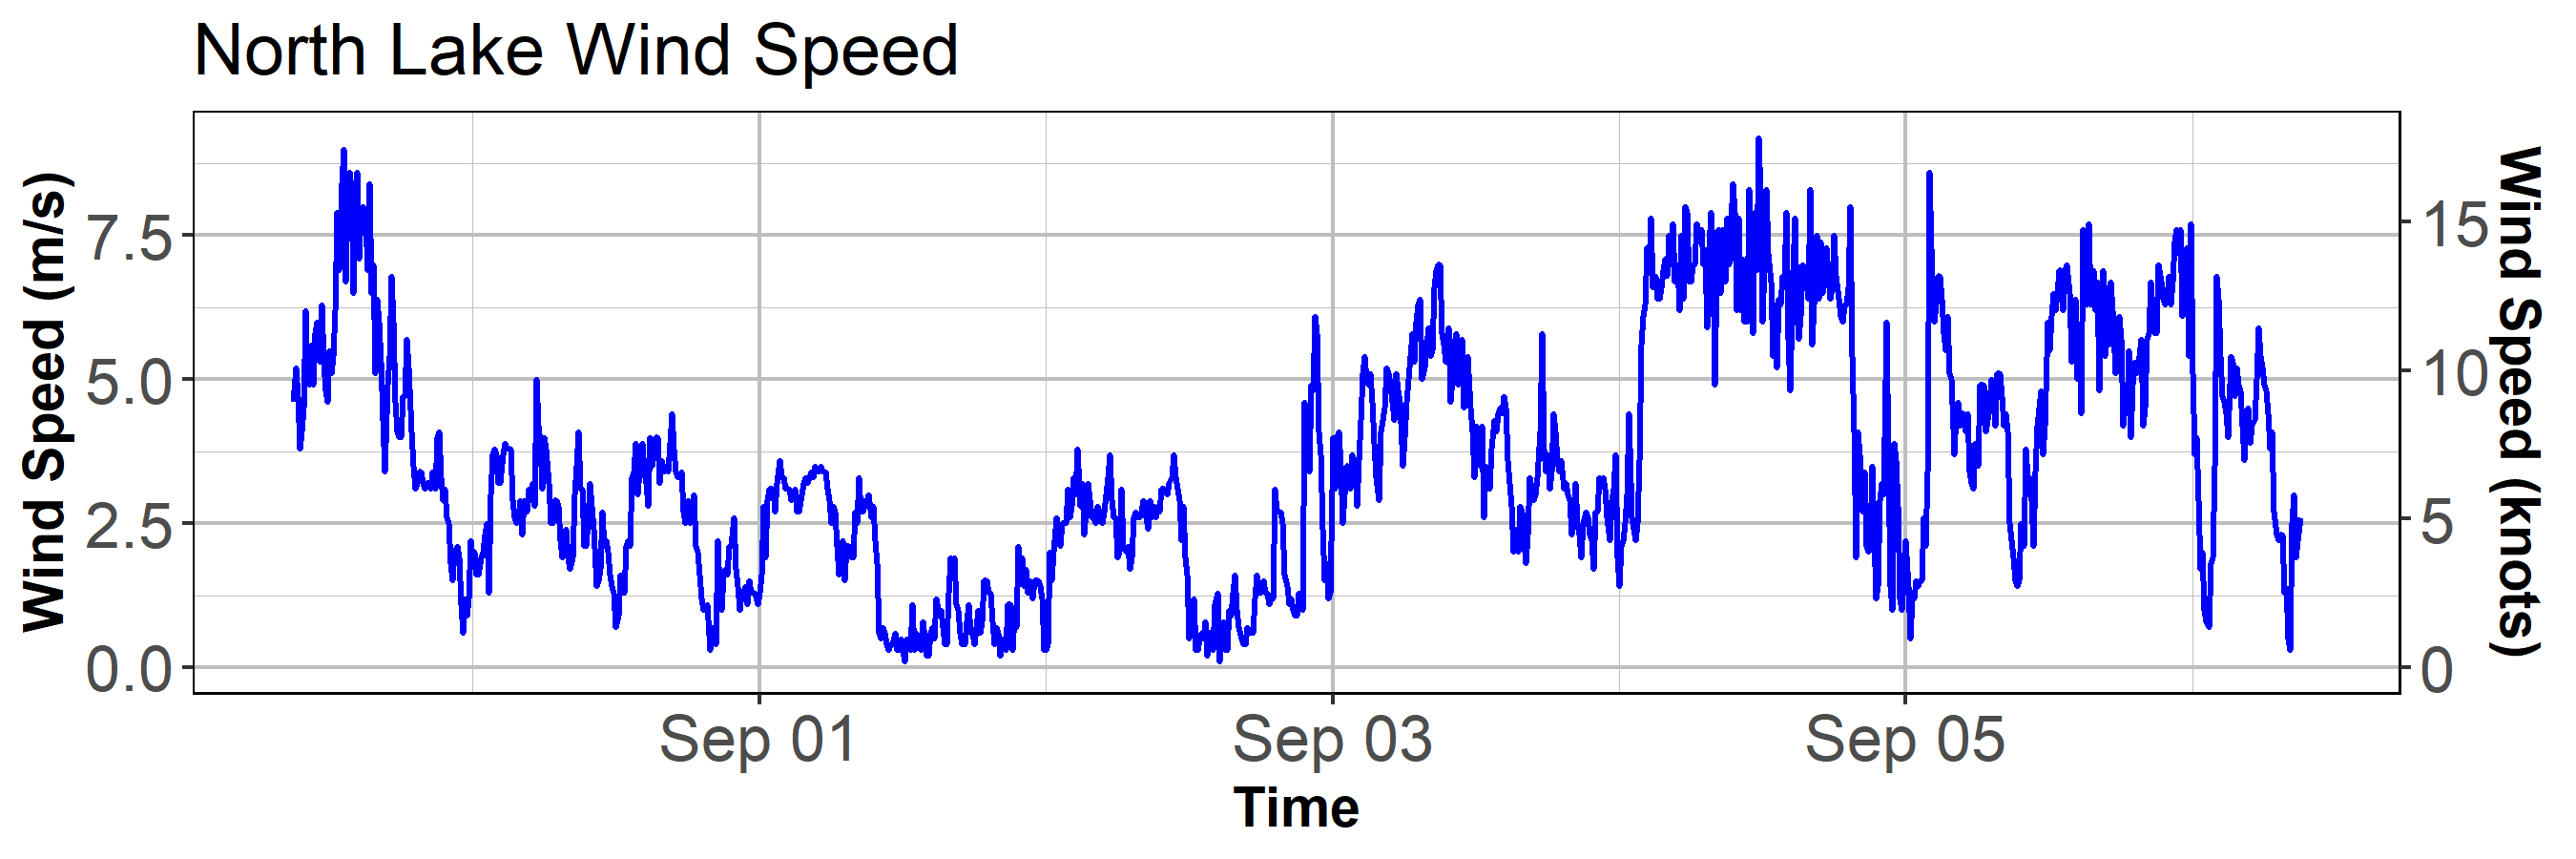 North Lake Wind Speed
Wind Speed (m/s)
7.5
5.0
2.5
0.0
15
10
5
0
Wind Speed (knots)
Sep 01
Sep 03
Sep 05
Time